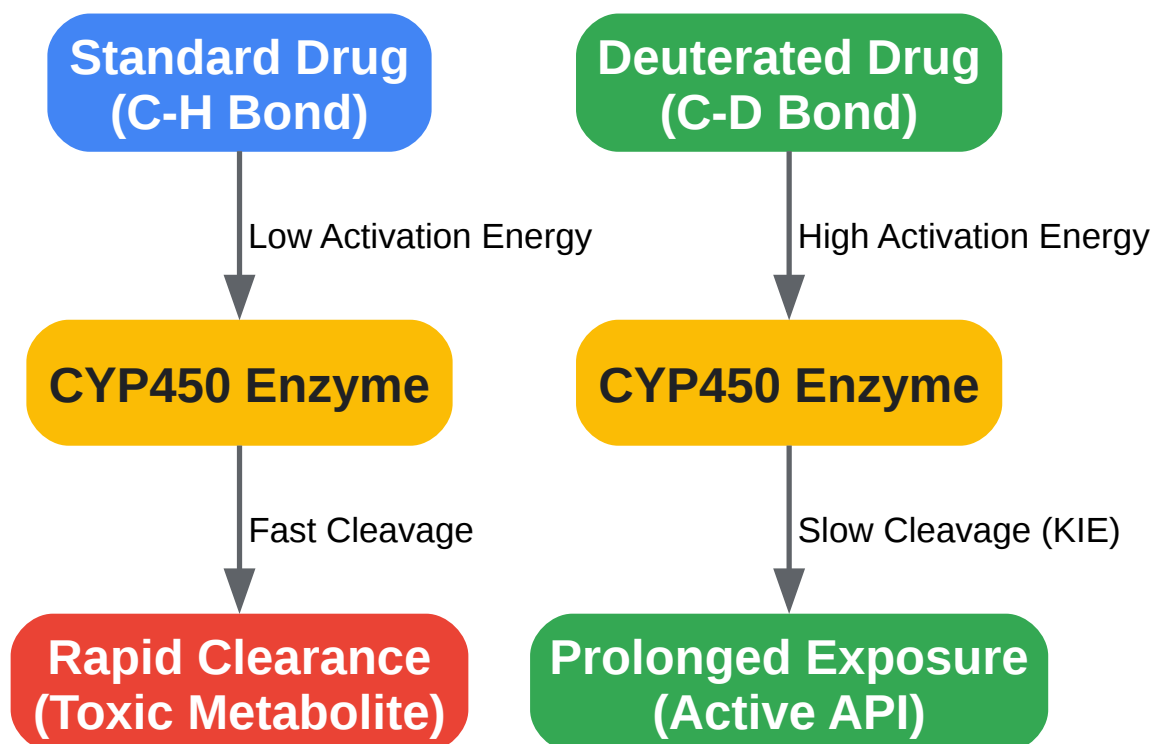 Standard Drug
(C-H Bond)
Deuterated Drug
(C-D Bond)
Low Activation Energy
High Activation Energy
CYP450 Enzyme
CYP450 Enzyme
Fast Cleavage
Slow Cleavage (KIE)
Rapid Clearance
(Toxic Metabolite)
Prolonged Exposure
(Active API)